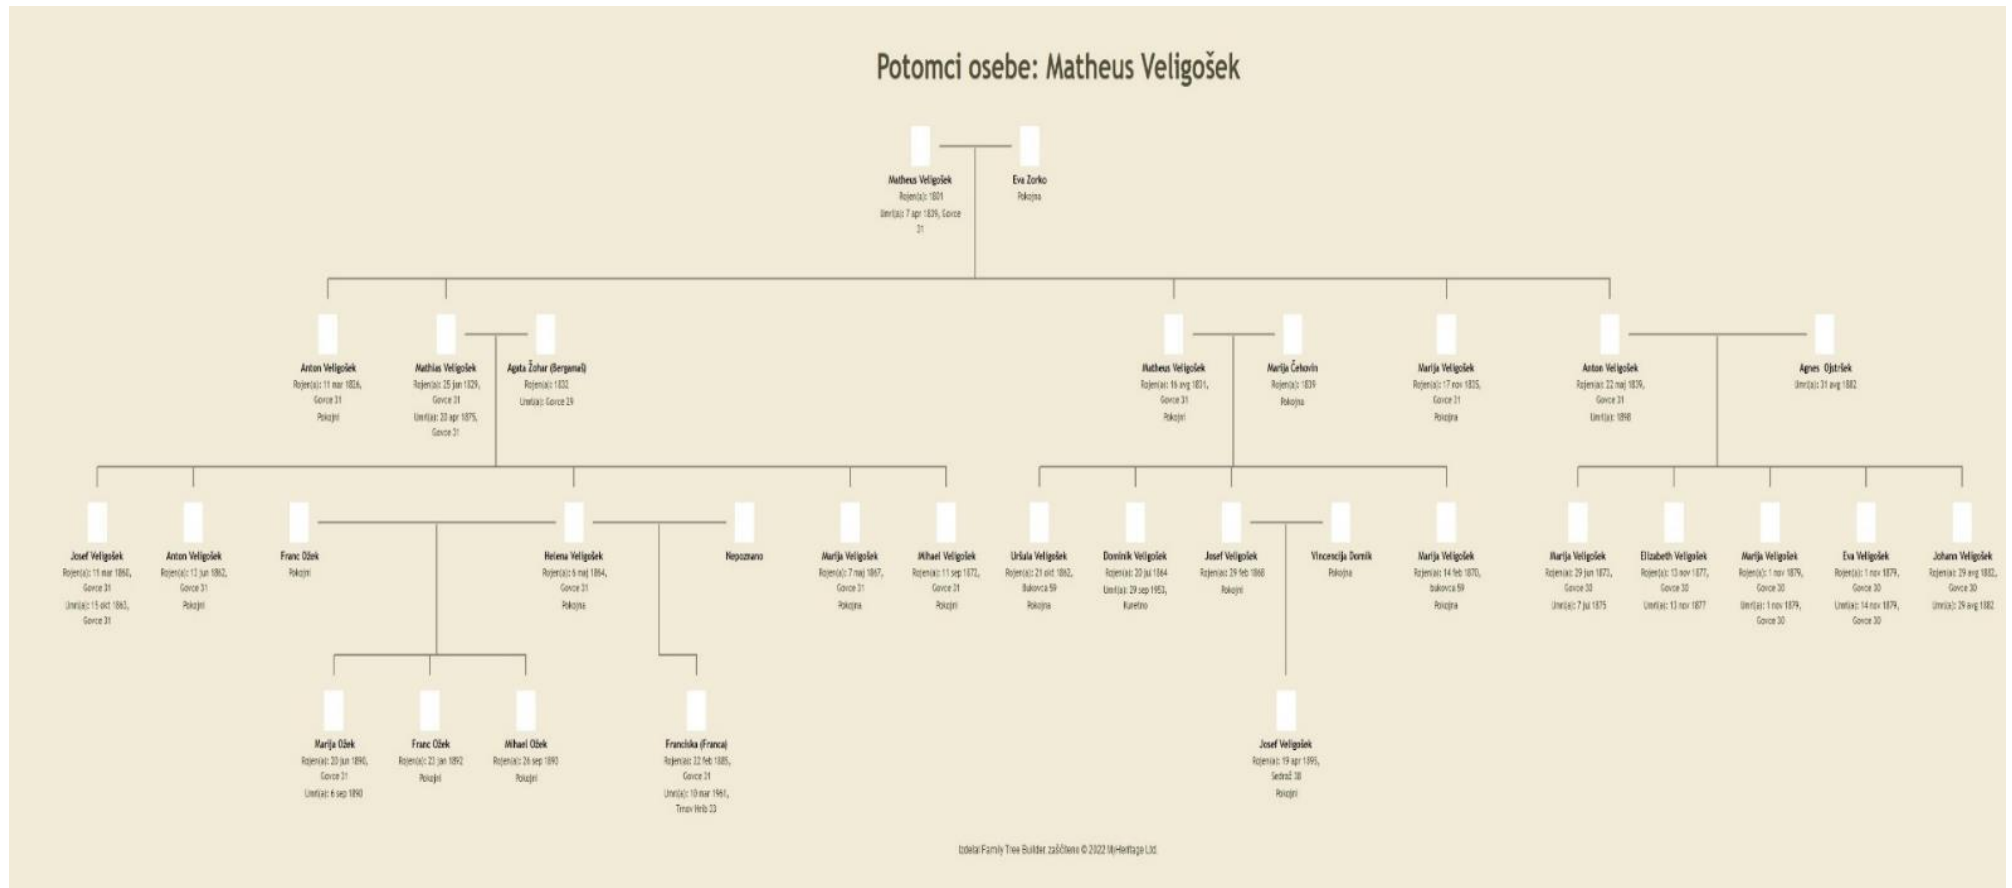 Potomci osebe: Matheus Veligošek
Matheus Veligošek
Rojen(a): 1801
Umrl(a): 7 apr 1839, Govce
31
Eva Zorko
Pokojna
Anton Veligošek
Rojen(a): 11 mar 1826,
Govce 31
Pokojni
Mathias Veligošek
Rojen(a): 25 jan 1829,
Govce 31
Umrl(a): 20 apr 1875,
Govce 31
Agata Žohar (Bergamaš)
Rojen(a): 1832
Umrl(a): Govce 29
Matheus Veligošek
Rojen(a): 16 avg 1831,
Govce 31
Pokojni
Marija Čehovin
Rojen(a): 1839
Pokojna
Marija Veligošek
Rojen(a): 17 nov 1835,
Govce 31
Pokojna
Anton Veligošek
Rojen(a): 22 maj 1839,
Govce 31
Umrl(a): 1898
Agnes Ojstršek
Umrl(a): 31 avg 1882
Josef Veligošek
Rojen(a): 11 mar 1860,
Govce 31
Umrl(a): 15 okt 1863,
Govce 31
Anton Veligošek
Rojen(a): 13 jun 1862,
Govce 31
Pokojni
Franc Ožek
Pokojni
Helena Veligošek
Rojen(a): 6 maj 1864,
Govce 31
Pokojna
Nepoznano
Marija Veligošek
Rojen(a): 7 maj 1867,
Govce 31
Pokojna
Mihael Veligošek
Rojen(a): 11 sep 1872,
Govce 31
Pokojni
Uršula Veligošek
Rojen(a): 21 okt 1862,
Bukovca 59
Pokojna
Dominik Veligošek
Rojen(a): 20 jul 1864
Umrl(a): 29 sep 1953,
Kuretno
Josef Veligošek
Rojen(a): 29 feb 1868
Pokojni
Vincencija Dornik
Pokojna
Marija Veligošek
Rojen(a): 14 feb 1870,
bukovca 59
Pokojna
Marija Veligošek
Rojen(a): 29 jun 1873,
Govce 30
Umrl(a): 7 jul 1875
Elizabeth Veligošek
Rojen(a): 13 nov 1877,
Govce 30
Umrl(a): 13 nov 1877
Marija Veligošek
Rojen(a): 1 nov 1879,
Govce 30
Umrl(a): 1 nov 1879,
Govce 30
Eva Veligošek
Rojen(a): 1 nov 1879,
Govce 30
Umrl(a): 14 nov 1879,
Govce 30
Johann Veligošek
Rojen(a): 29 avg 1882,
Govce 30
Umrl(a): 29 avg 1882
Marija Ožek
Rojen(a): 20 jun 1890,
Govce 31
Umrl(a): 6 sep 1890
Franc Ožek
Rojen(a): 23 jan 1892
Pokojni
Mihael Ožek
Rojen(a): 26 sep 1893
Pokojni
Franciska (Franca)
Rojen(a): 22 feb 1885,
Govce 31
Umrl(a): 10 mar 1961,
Trnov Hrib 33
Josef Veligošek
Rojen(a): 19 apr 1895,
Sedraž 38
Pokojni
Izdelal Family Tree Builder. zaščiteno © 2022 MyHeritage Ltd.